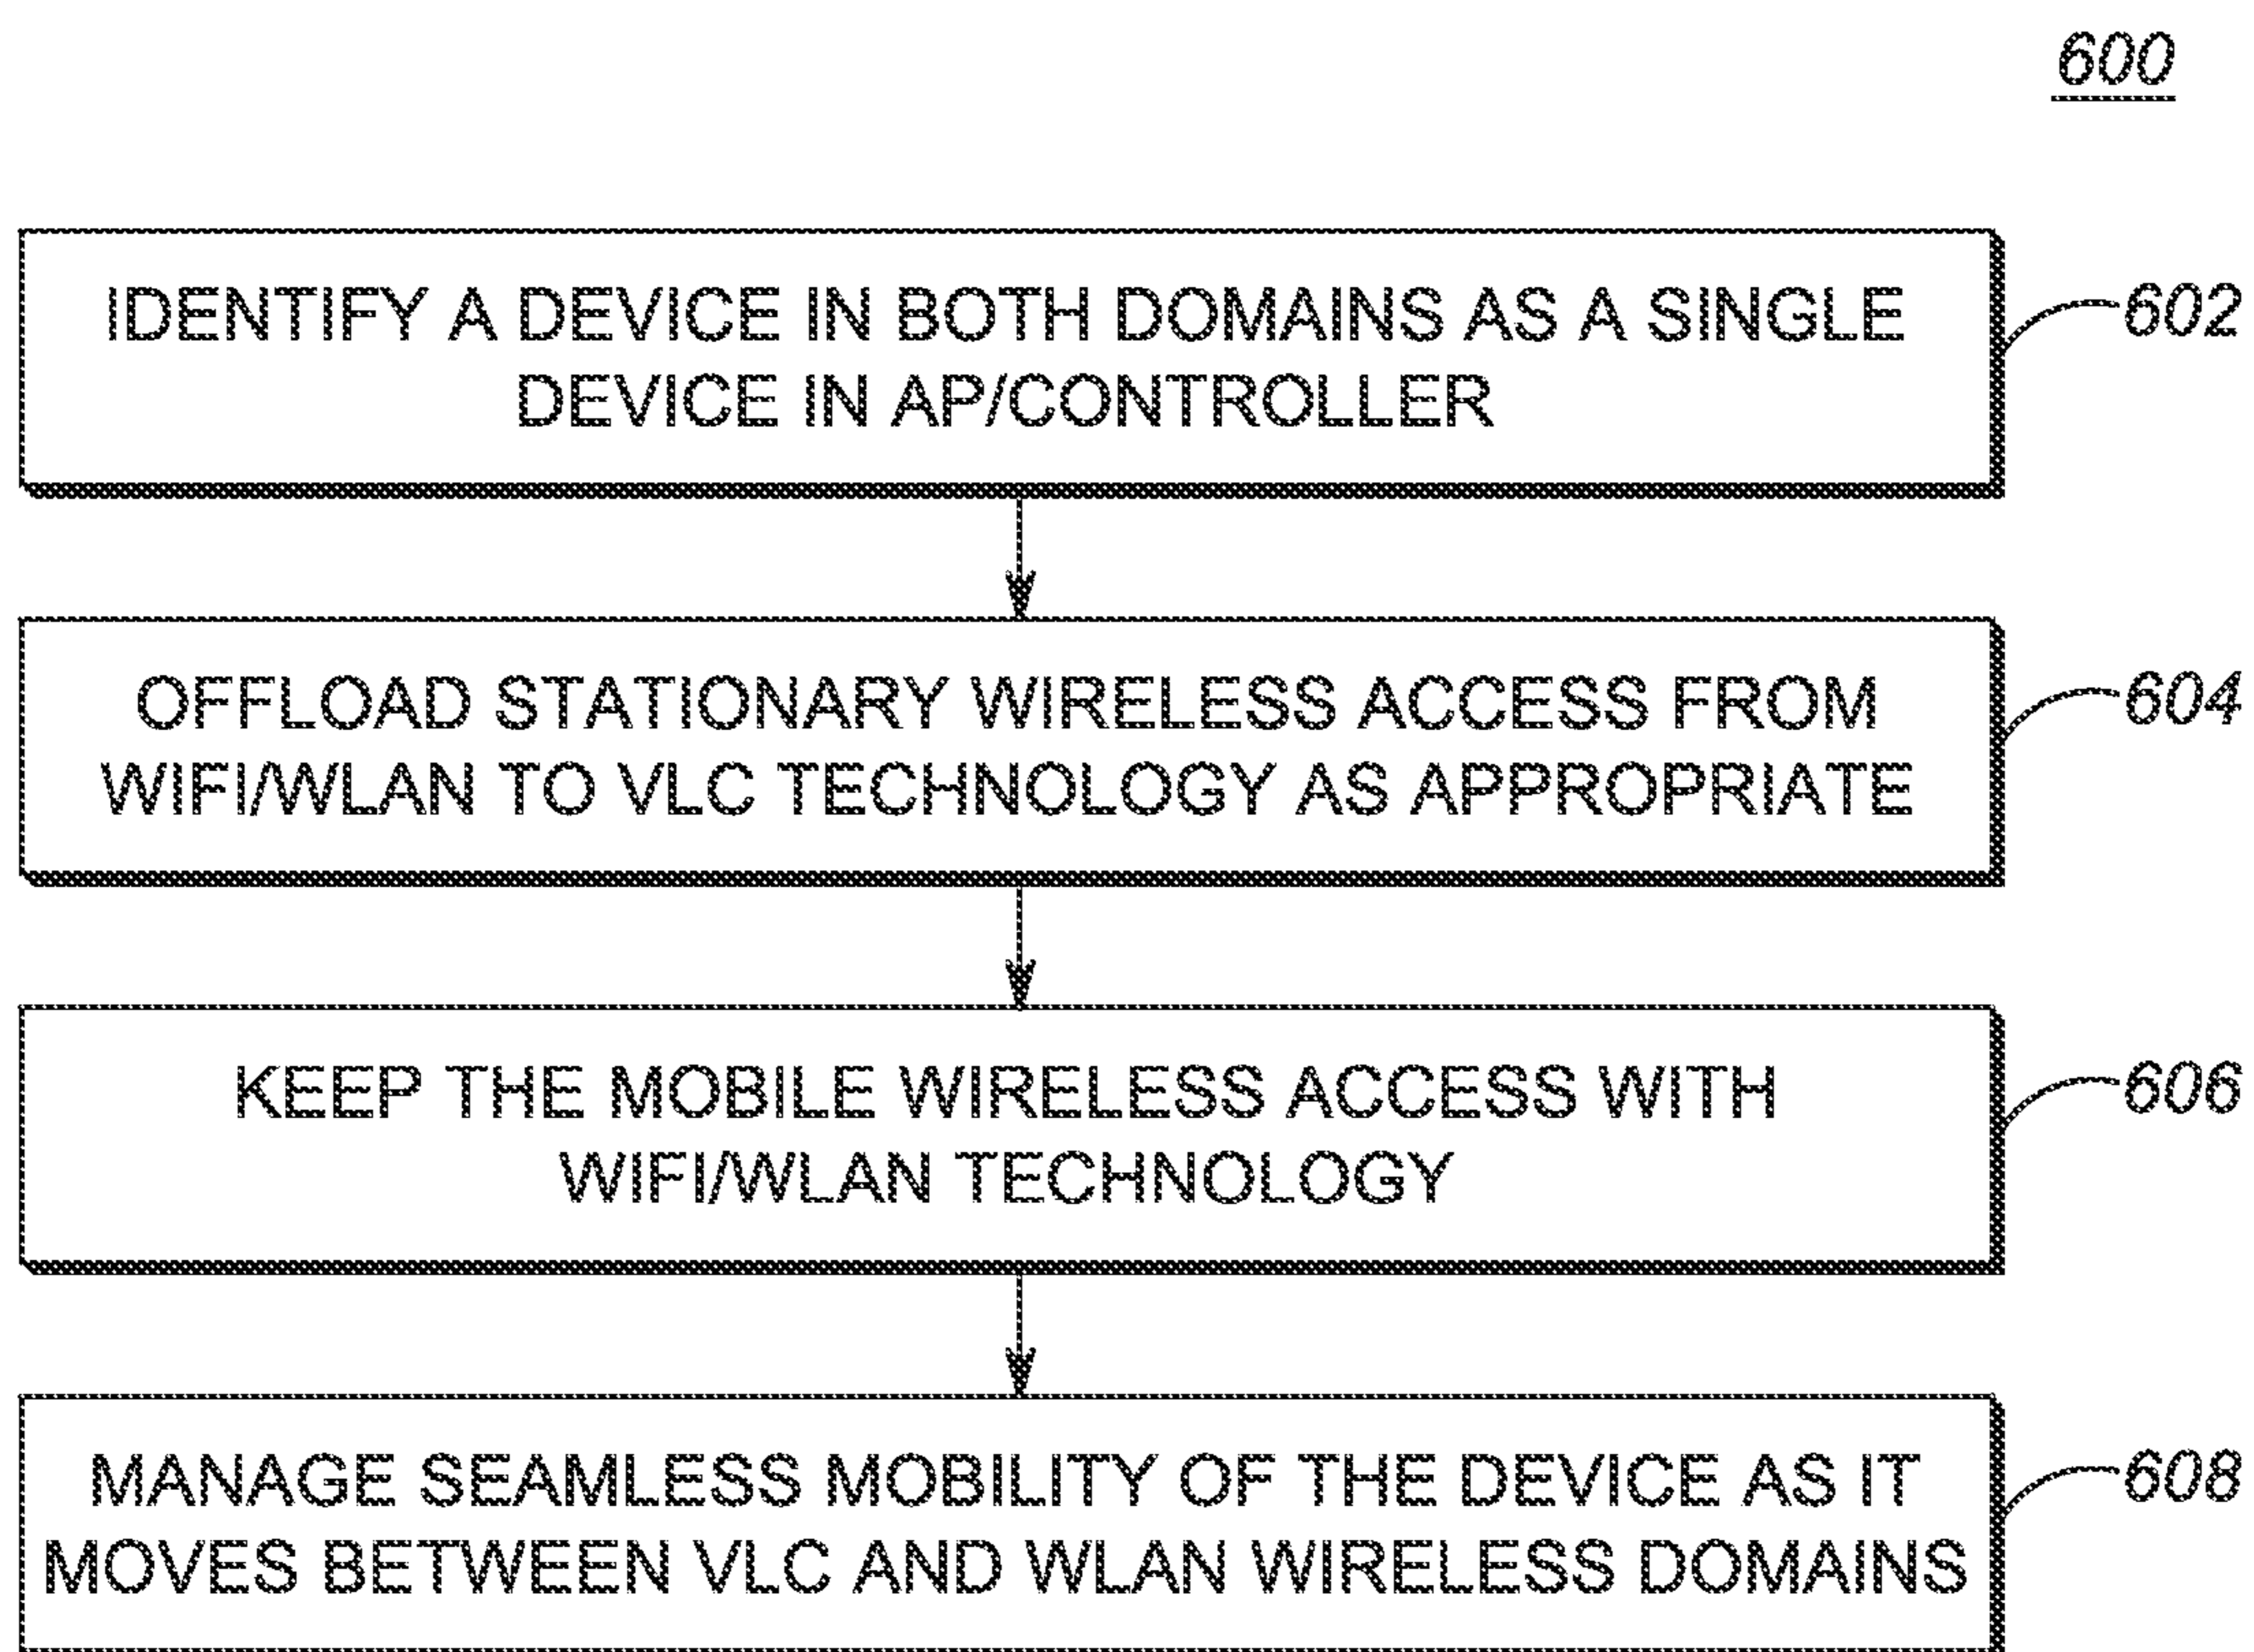 600
IDENTIFY A DEVICE IN BOTH DOMAINS AS A SINGLE
DEVICE IN AP/CONTROLLER
602
OFFLOAD STATIONARY WIRELESS ACCESS FROM
WIFI/WLAN TO VLC TECHNOLOGY AS APPROPRIATE
604
KEEP THE MOBILE WIRELESS ACCESS WITH
WIFI/WLAN TECHNOLOGY
606
MANAGE SEAMLESS MOBILITY OF THE DEVICE AS IT
MOVES BETWEEN VLC AND WLAN WIRELESS DOMAINS
608